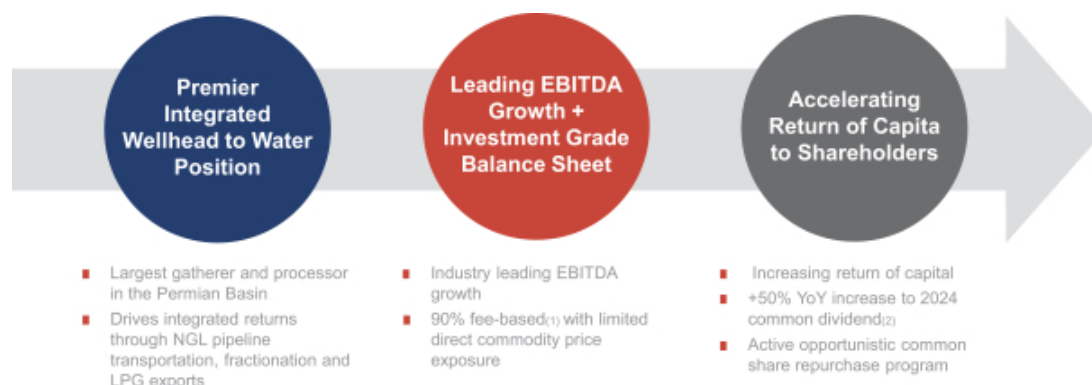 Premier
Integrated
Wellhead to Water
Position
Leading EBITDA
Growth +
Investment Grade
Balance Sheet
Accelerating
Return of Capita
to Shareholders
Largest gatherer and processor
in the Permian Basin
Drives integrated returns
through NGL pipeline
transportation, fractionation and
LPG exports
Industry leading EBITDA
growth
90% fee-based(1) with limited
direct commodity price
exposure
Increasing return of capital
+50% YoY increase to 2024
common dividend(2)
Active opportunistic common
share repurchase program